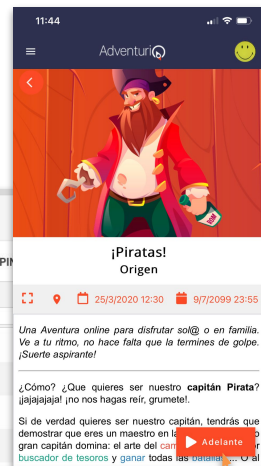 11:44
Adventurio
PI
¡Piratas!
Origen
25/3/2020 12:30 9/7/2099 23:55
Una Aventura online para disfrutar sol@ o en familia.
Ve a tu ritmo, no hace falta que la termines de golpe.
¡Suerte aspirante!
¿Cómo? ¿Que quieres ser nuestro capitán Pirata?
¡jajajajaja! ¡no nos hagas reír, grumete!.
Si de verdad quieres ser nuestro capitán, tendrás que
demostrar que eres un maestro en la
gran capitán domina: el arte del
buscador de tesoros y ganar todas las
Adelante
O al